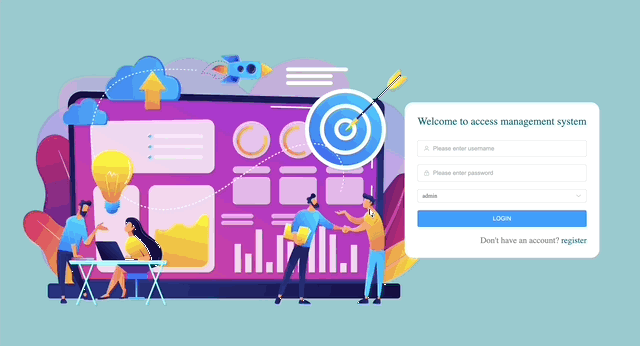 Welcome to access management system
Please enter username
Please enter password
admin
LOGIN
Don't have an account? register